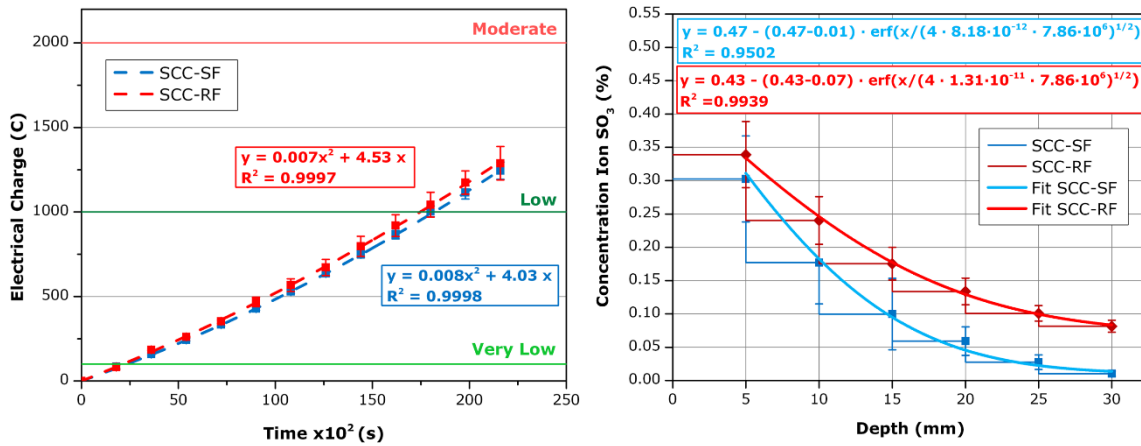 Electrical Charge (C)
2000
1500
1000
500
0
Moderate
SCC-SF
SCC-RF
y = 0.007x² + 4.53 x
R² = 0.9997
Low
y = 0.008x² + 4.03 x
R² = 0.9998
Very Low
0 50 100 150 200 250
Time x10² (s)
Concentration Ion SO₃ (%)
0.55
0.50
0.45
0.40
0.35
0.30
0.25
0.20
0.15
0.10
0.05
0.00
y = 0.47 - (0.47-0.01) · erf(x/(4 · 8.18·10⁻¹² · 7.86·10⁶)¹ᐟ²)
R² = 0.9502
y = 0.43 - (0.43-0.07) · erf(x/(4 · 1.31·10⁻¹¹ · 7.86·10⁶)¹ᐟ²)
R² =0.9939
SCC-SF
SCC-RF
Fit SCC-SF
Fit SCC-RF
0 5 10 15 20 25 30
Depth (mm)